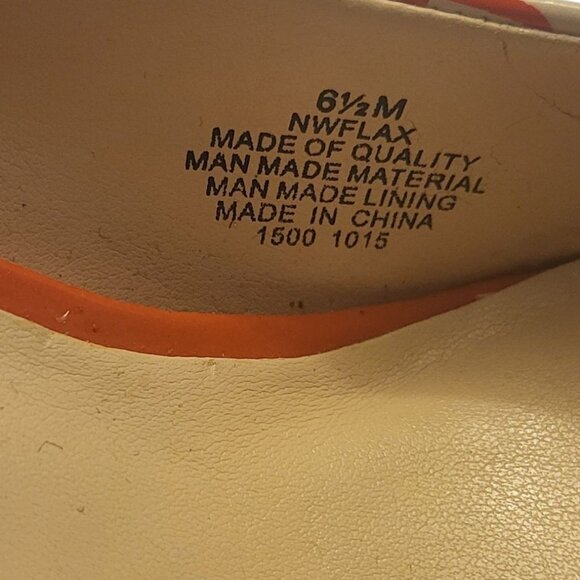 6½M
NWFLAX
MADE OF QUALITY
MAN MADE MATERIAL
MAN MADE LINING
MADE IN CHINA
1500 1015